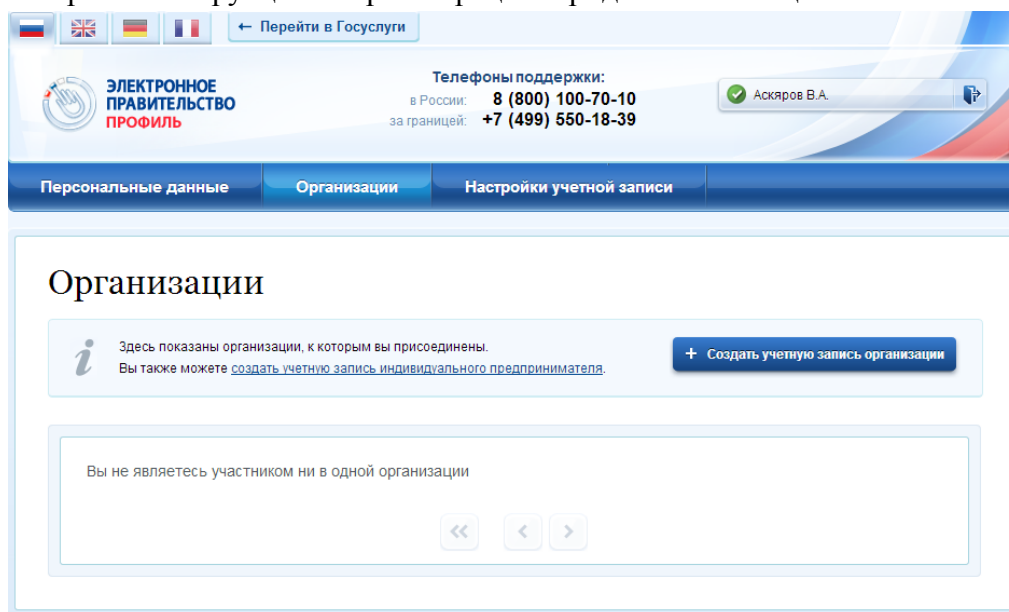 ← Перейти в Госуслуги
ЭЛЕКТРОННОЕ
ПРАВИТЕЛЬСТВО
ПРОФИЛЬ
Телефоны поддержки:
в России: 8 (800) 100-70-10
за границей: +7 (499) 550-18-39
Аскяров В.А.
Персональные данные Организации Настройки учетной записи
Организации
Здесь показаны организации, к которым вы присоединены.
Вы также можете создать учетную запись индивидуального предпринимателя.
+ Создать учетную запись организации
Вы не являетесь участником ни в одной организации